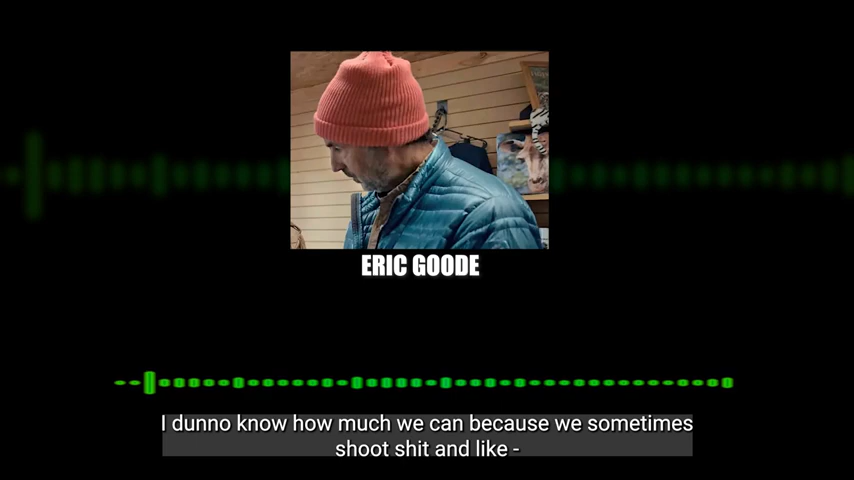 ERIC GOODE
I dunno know how much we can because we sometimes
shoot shit and like -